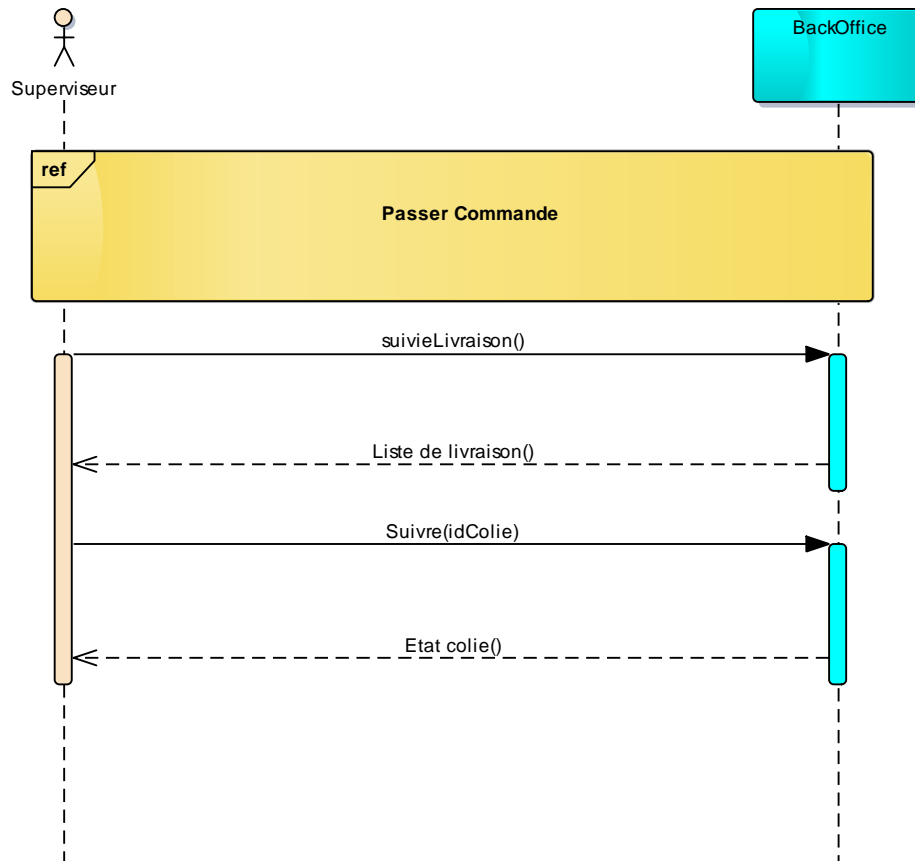 Superviseur
BackOffice
ref
Passer Commande
suivieLivraison()
Liste de livraison()
Suivre(idColie)
Etat colie()